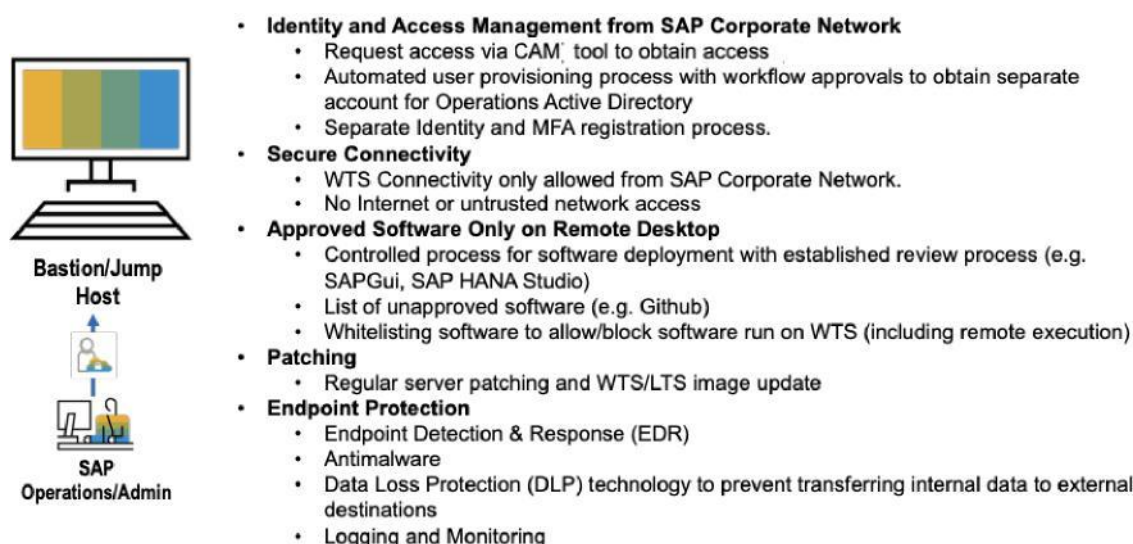 • Identity and Access Management from SAP Corporate Network
• Request access via CAM tool to obtain access
• Automated user provisioning process with workflow approvals to obtain separate
account for Operations Active Directory
• Separate Identity and MFA registration process.
• Secure Connectivity
• WTS Connectivity only allowed from SAP Corporate Network.
• No Internet or untrusted network access
• Approved Software Only on Remote Desktop
• Controlled process for software deployment with established review process (e.g.
SAPGui, SAP HANA Studio)
• List of unapproved software (e.g. Github)
• Whitelisting software to allow/block software run on WTS (including remote execution)
• Patching
• Regular server patching and WTS/LTS image update
• Endpoint Protection
• Endpoint Detection & Response (EDR)
• Antimalware
• Data Loss Protection (DLP) technology to prevent transferring internal data to external
destinations
• Logging and Monitoring
Bastion/Jump
Host
SAP
Operations/Admin